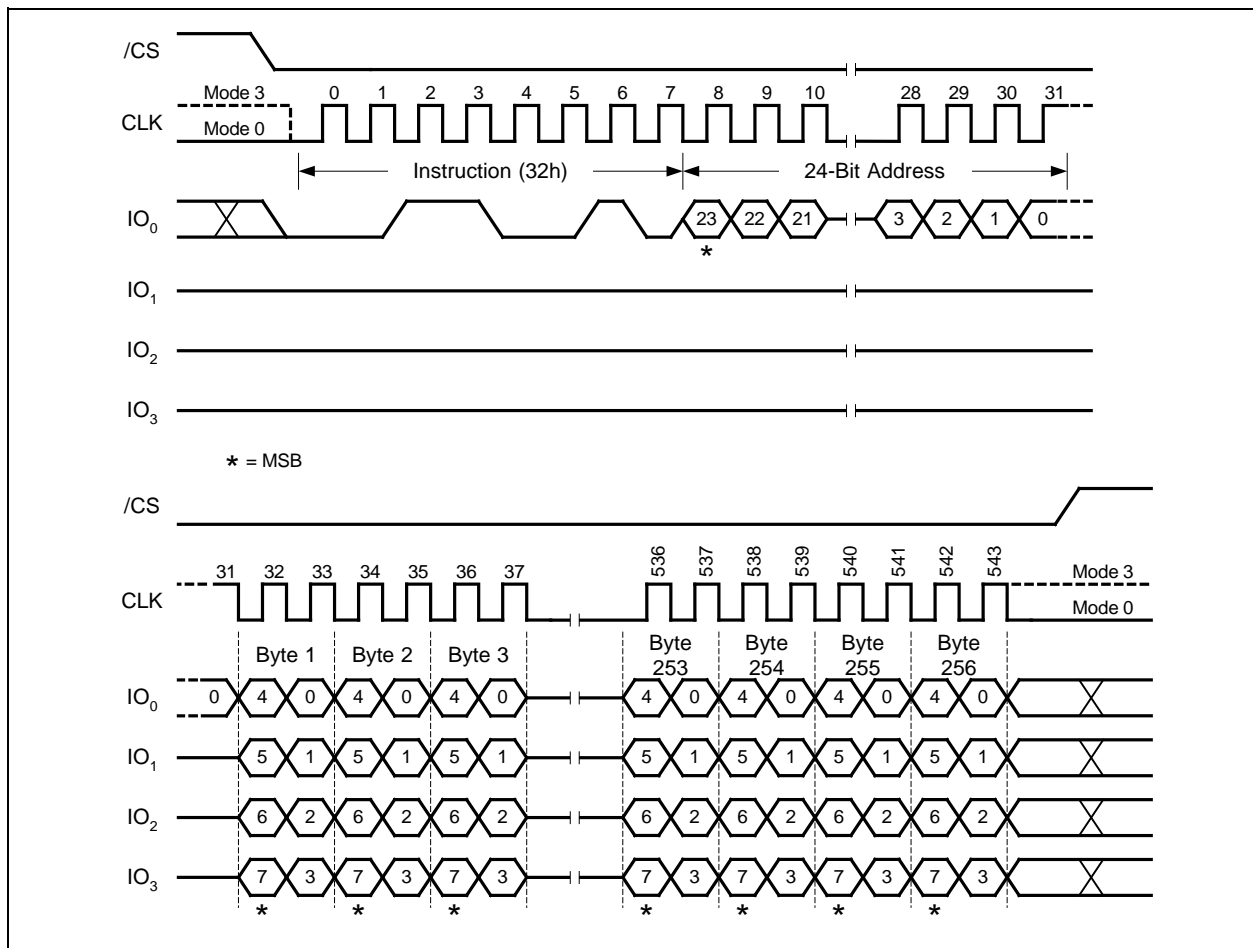 /CS
0 1 2 3 4 5 6 7 8 9 10 28 29 30 31
Mode 3
CLK
Mode 0
Instruction (32h) 24-Bit Address
IO0 23 22 21 3 2 1 0
*
IO1
IO2
IO3
* = MSB
/CS
31 32 33 34 35 36 37 536 537 538 539 540 541 542 543
Mode 3
CLK
Mode 0
Byte 1 Byte 2 Byte 3 Byte 253 Byte 254 Byte 255 Byte 256
IO0 0 4 0 4 0 4 0 4 0 4 0 4 0 4 0
IO1 5 1 5 1 5 1 5 1 5 1 5 1 5 1
IO2 6 2 6 2 6 2 6 2 6 2 6 2 6 2
IO3 7 3 7 3 7 3 7 3 7 3 7 3 7 3
* * * * * * *